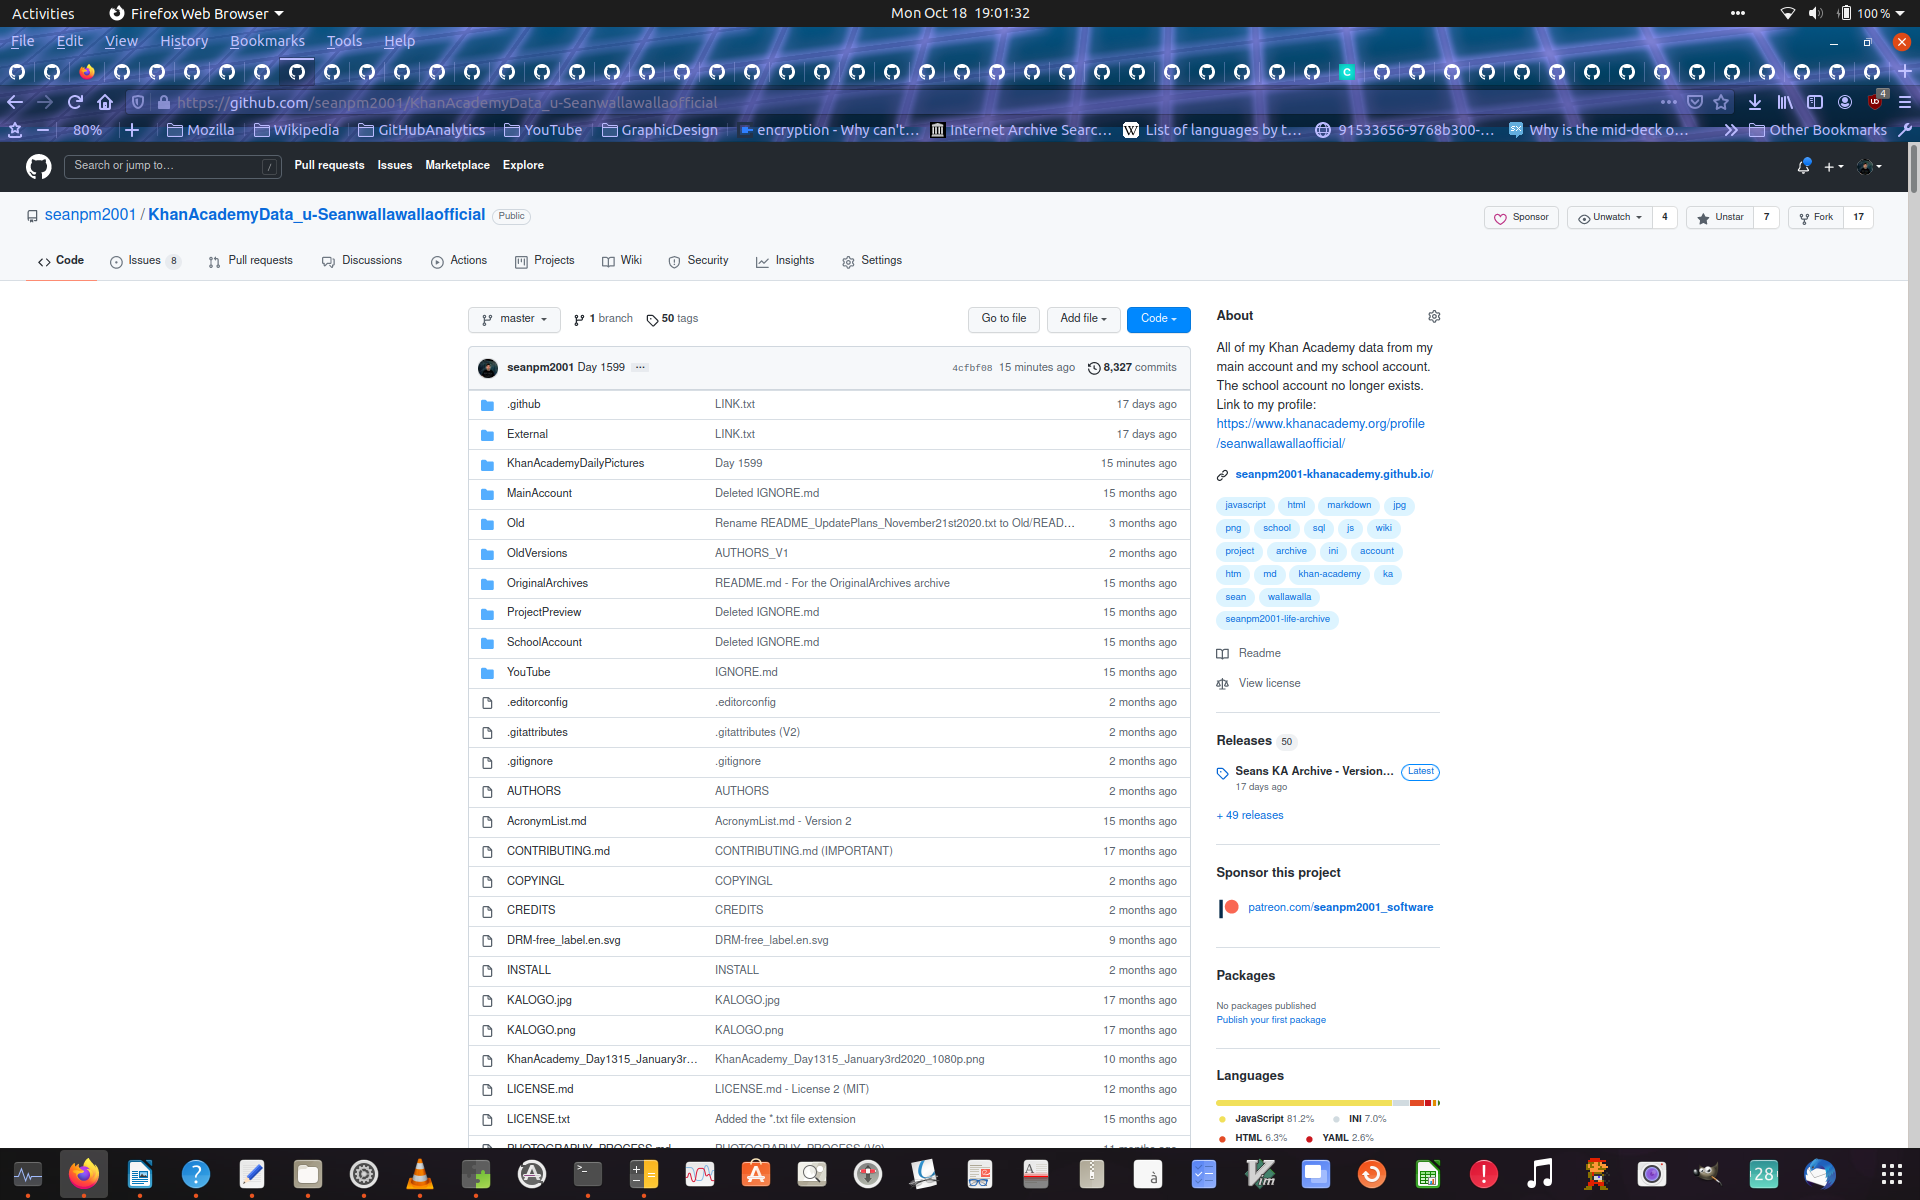 Activities Firefox Web Browser Mon Oct 18 19:01:32 100 %
File Edit View History Bookmarks Tools Help
https://github.com/seanpm2001/KhanAcademyData_u-Seanwallawallaofficial 4
80% Mozilla Wikipedia GitHubAnalytics YouTube GraphicDesign encryption - Why can't… Internet Archive Searc… List of languages by t… 91533656-9768b300-… Why is the mid-deck o… Other Bookmarks
Search or jump to… / Pull requests Issues Marketplace Explore
seanpm2001 / KhanAcademyData_u-Seanwallawallaofficial Public Sponsor Unwatch 4 Unstar 7 Fork 17
Code Issues 8 Pull requests Discussions Actions Projects Wiki Security Insights Settings
master 1 branch 50 tags Go to file Add file Code
seanpm2001 Day 1599 … 4cfbf08 15 minutes ago 8,327 commits
.github LINK.txt 17 days ago
External LINK.txt 17 days ago
KhanAcademyDailyPictures Day 1599 15 minutes ago
MainAccount Deleted IGNORE.md 15 months ago
Old Rename README_UpdatePlans_November21st2020.txt to Old/READ… 3 months ago
OldVersions AUTHORS_V1 2 months ago
OriginalArchives README.md - For the OriginalArchives archive 15 months ago
ProjectPreview Deleted IGNORE.md 15 months ago
SchoolAccount Deleted IGNORE.md 15 months ago
YouTube IGNORE.md 15 months ago
.editorconfig .editorconfig 2 months ago
.gitattributes .gitattributes (V2) 2 months ago
.gitignore .gitignore 2 months ago
AUTHORS AUTHORS 2 months ago
AcronymList.md AcronymList.md - Version 2 15 months ago
CONTRIBUTING.md CONTRIBUTING.md (IMPORTANT) 17 months ago
COPYINGL COPYINGL 2 months ago
CREDITS CREDITS 2 months ago
DRM-free_label.en.svg DRM-free_label.en.svg 9 months ago
INSTALL INSTALL 2 months ago
KALOGO.jpg KALOGO.jpg 17 months ago
KALOGO.png KALOGO.png 17 months ago
KhanAcademy_Day1315_January3r… KhanAcademy_Day1315_January3rd2020_1080p.png 10 months ago
LICENSE.md LICENSE.md - License 2 (MIT) 12 months ago
LICENSE.txt Added the *.txt file extension 15 months ago
About
All of my Khan Academy data from my
main account and my school account.
The school account no longer exists.
Link to my profile:
https://www.khanacademy.org/profile
/seanwallawallaofficial/
seanpm2001-khanacademy.github.io/
javascript html markdown jpg
png school sql js wiki
project archive ini account
htm md khan-academy ka
sean wallawalla
seanpm2001-life-archive
Readme
View license
Releases 50
Seans KA Archive - Version… Latest
17 days ago
+ 49 releases
Sponsor this project
patreon.com/seanpm2001_software
Packages
No packages published
Publish your first package
Languages
JavaScript 81.2% INI 7.0%
HTML 6.3% YAML 2.6%
28